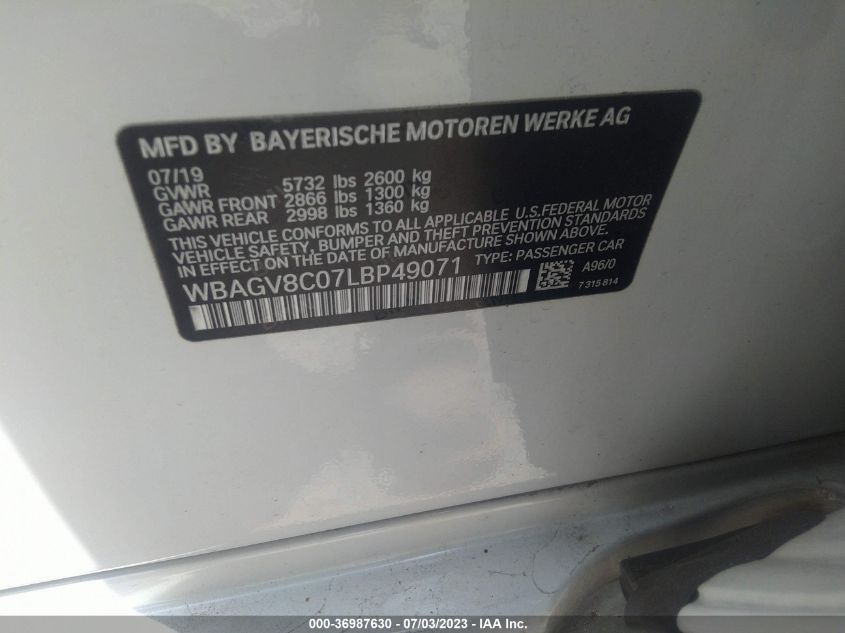 MFD BY BAYERISCHE MOTOREN WERKE AG
07/19
GVWR 5732 lbs 2600 kg
GAWR FRONT 2866 lbs 1300 kg
GAWR REAR 2998 lbs 1360 kg
THIS VEHICLE CONFORMS TO ALL APPLICABLE U.S.FEDERAL MOTOR
VEHICLE SAFETY, BUMPER AND THEFT PREVENTION STANDARDS
IN EFFECT ON THE DATE OF MANUFACTURE SHOWN ABOVE.
WBAGV8C07LBP49071 TYPE: PASSENGER CAR
A96/0
7 315 814
000-36987630 - 07/03/2023 - IAA Inc.